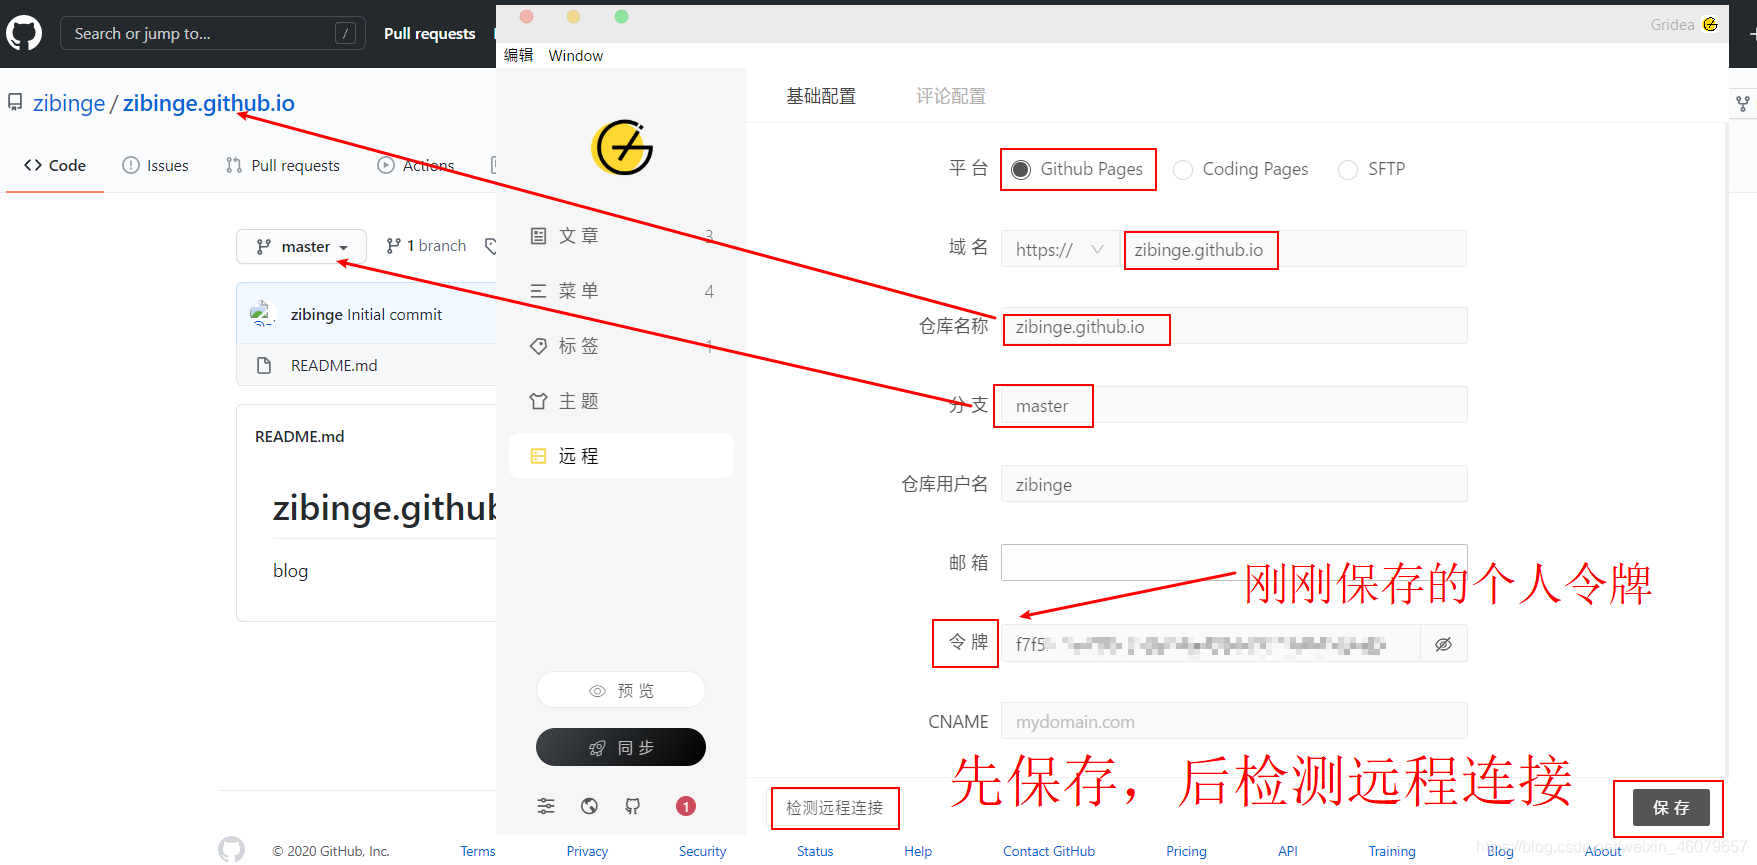 Search or jump to... /
Pull requests
Gridea
编辑 Window
zibinge / zibinge.github.io
Code Issues Pull requests Actions
master 1 branch
zibinge Initial commit
README.md
README.md
zibinge.github
blog
文章 3
菜单 4
标签 1
主题
远程
预览
同步
1
基础配置 评论配置
平台 Github Pages Coding Pages SFTP
域名 https:// zibinge.github.io
仓库名称 zibinge.github.io
分支 master
仓库用户名 zibinge
邮箱
刚刚保存的个人令牌
令牌 f7f5
CNAME mydomain.com
先保存，后检测远程连接
检测远程连接 保存
© 2020 GitHub, Inc. Terms Privacy Security Status Help Contact GitHub Pricing API Training Blog About
https://blog.csdn.net/weixin_46079657